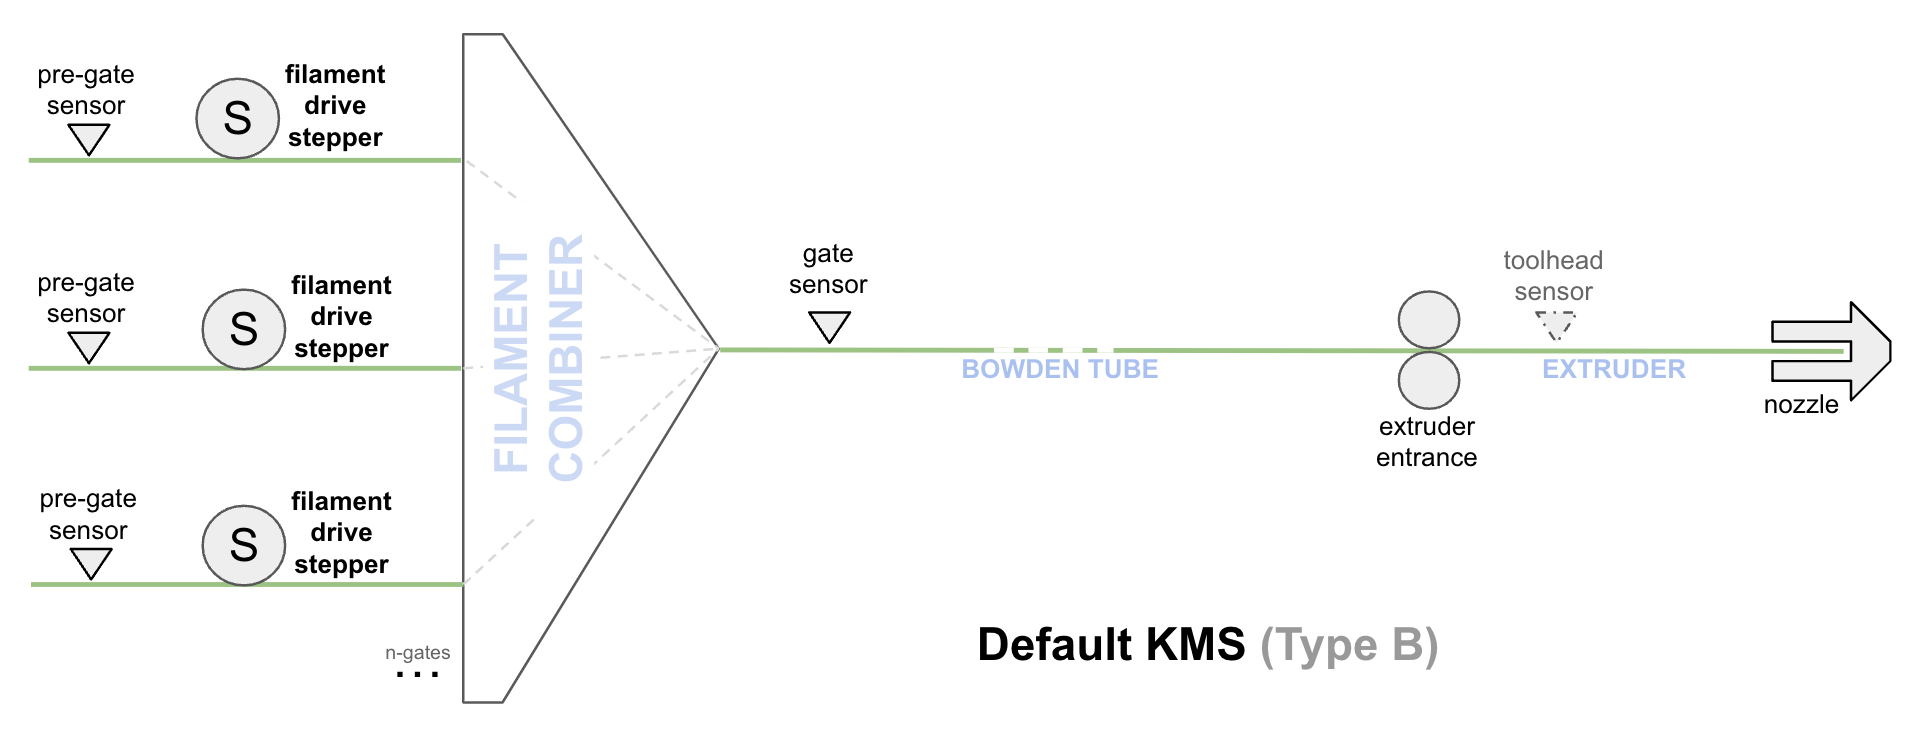 pre-gate
sensor
S
filament
drive
stepper
pre-gate
sensor
S
filament
drive
stepper
pre-gate
sensor
S
filament
drive
stepper
n-gates
...
FILAMENT
COMBINER
gate
sensor
BOWDEN TUBE
extruder
entrance
toolhead
sensor
EXTRUDER
nozzle
Default KMS (Type B)